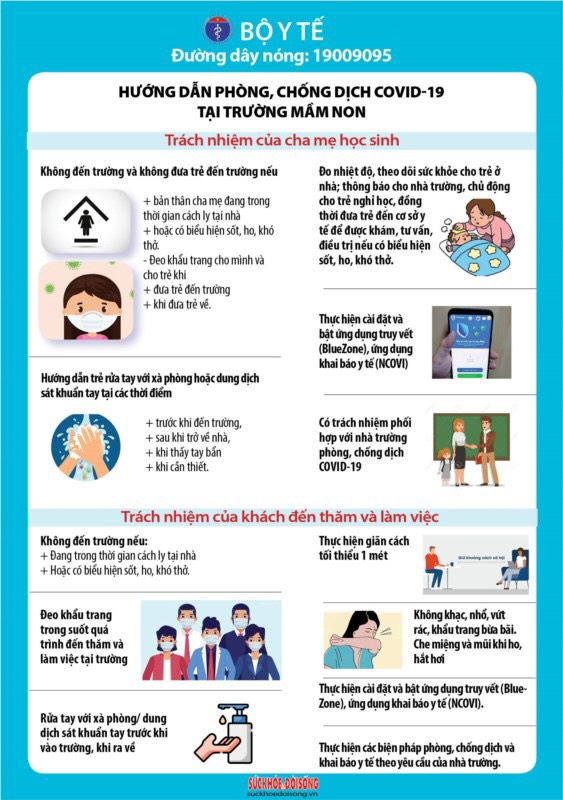 BỘ Y TẾ
Đường dây nóng: 19009095
HƯỚNG DẪN PHÒNG, CHỐNG DỊCH COVID-19
TẠI TRƯỜNG MẦM NON
Trách nhiệm của cha mẹ học sinh
Không đến trường và không đưa trẻ đến trường nếu
+ bản thân cha mẹ đang trong
thời gian cách ly tại nhà
+ hoặc có biểu hiện sốt, ho, khó
thở.
- Đeo khẩu trang cho mình và
cho trẻ khi
+ đưa trẻ đến trường
+ khi đưa trẻ về.
Hướng dẫn trẻ rửa tay với xà phòng hoặc dung dịch
sát khuẩn tay tại các thời điểm
+ trước khi đến trường,
+ sau khi trở về nhà,
+ khi thấy tay bẩn
+ khi cần thiết.
Đo nhiệt độ, theo dõi sức khỏe cho trẻ ở
nhà; thông báo cho nhà trường, chủ động
cho trẻ nghỉ học, đồng
thời đưa trẻ đến cơ sở y
tế để được khám, tư vấn,
điều trị nếu có biểu hiện
sốt, ho, khó thở.
Thực hiện cài đặt và
bật ứng dụng truy vết
(BlueZone), ứng dụng
khai báo y tế (NCOVI)
Có trách nhiệm phối
hợp với nhà trường
phòng, chống dịch
COVID-19
Trách nhiệm của khách đến thăm và làm việc
Không đến trường nếu:
+ Đang trong thời gian cách ly tại nhà
+ Hoặc có biểu hiện sốt, ho, khó thở.
Đeo khẩu trang
trong suốt quá
trình đến thăm và
làm việc tại trường
Rửa tay với xà phòng/ dung
dịch sát khuẩn tay trước khi
vào trường, khi ra về
Thực hiện giãn cách
tối thiểu 1 mét
Giữ khoảng cách xã hội
Không khạc, nhổ, vứt
rác, khẩu trang bừa bãi.
Che miệng và mũi khi ho,
hắt hơi
Thực hiện cài đặt và bật ứng dụng truy vết (Blue-
Zone), ứng dụng khai báo y tế (NCOVI).
Thực hiện các biện pháp phòng, chống dịch và
khai báo y tế theo yêu cầu của nhà trường.
SỨCKHỎE&ĐỜISỐNG
suckhoedoisong.vn